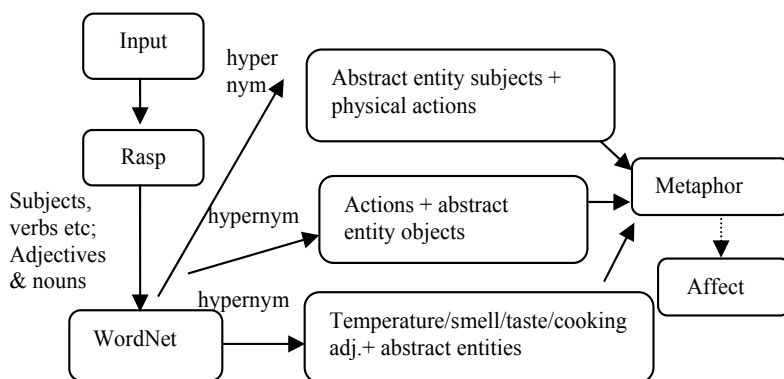 Input
Rasp
Subjects,
verbs etc;
Adjectives
& nouns
WordNet
hyper
nym
Abstract entity subjects +
physical actions
hypernym
Actions + abstract
entity objects
hypernym
Temperature/smell/taste/cooking
adj.+ abstract entities
Metaphor
Affect